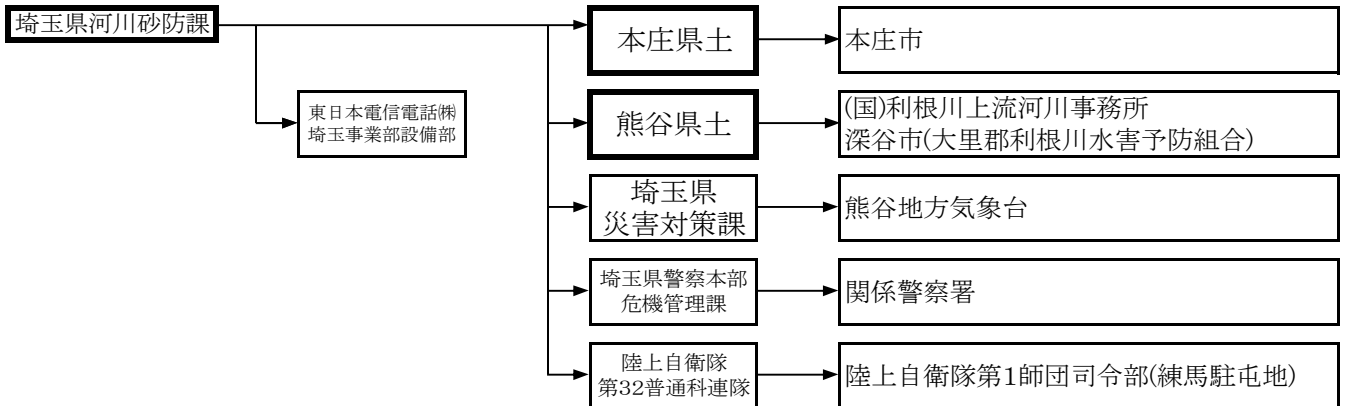 埼玉県河川砂防課
本庄県土
本庄市
東日本電信電話㈱
埼玉事業部設備部
熊谷県土
(国)利根川上流河川事務所
深谷市(大里郡利根川水害予防組合)
埼玉県
災害対策課
熊谷地方気象台
埼玉県警察本部
危機管理課
関係警察署
陸上自衛隊
第32普通科連隊
陸上自衛隊第1師団司令部(練馬駐屯地)